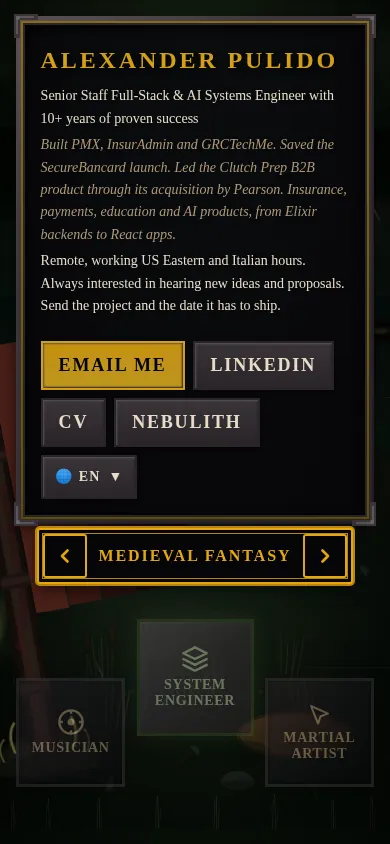 ALEXANDER PULIDO
Senior Staff Full-Stack & AI Systems Engineer with
10+ years of proven success
Built PMX, InsurAdmin and GRCTechMe. Saved the
SecureBancard launch. Led the Clutch Prep B2B
product through its acquisition by Pearson. Insurance,
payments, education and AI products, from Elixir
backends to React apps.
Remote, working US Eastern and Italian hours.
Always interested in hearing new ideas and proposals.
Send the project and the date it has to ship.
EMAIL ME
LINKEDIN
CV
NEBULITH
EN ▼
MEDIEVAL FANTASY
SYSTEM
ENGINEER
MUSICIAN
MARTIAL
ARTIST